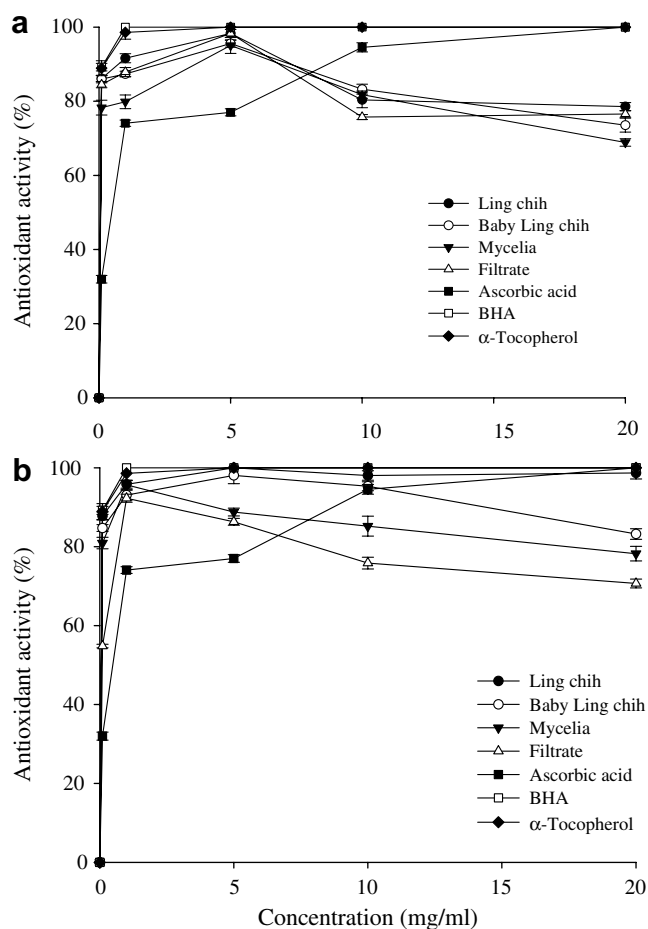 a
100
80
60
40
20
0
Antioxidant activity (%)
Ling chih
Baby Ling chih
Mycelia
Filtrate
Ascorbic acid
BHA
α-Tocopherol
0 5 10 20
b
100
80
60
40
20
0
Antioxidant activity (%)
Ling chih
Baby Ling chih
Mycelia
Filtrate
Ascorbic acid
BHA
α-Tocopherol
0 5 10 20
Concentration (mg/ml)